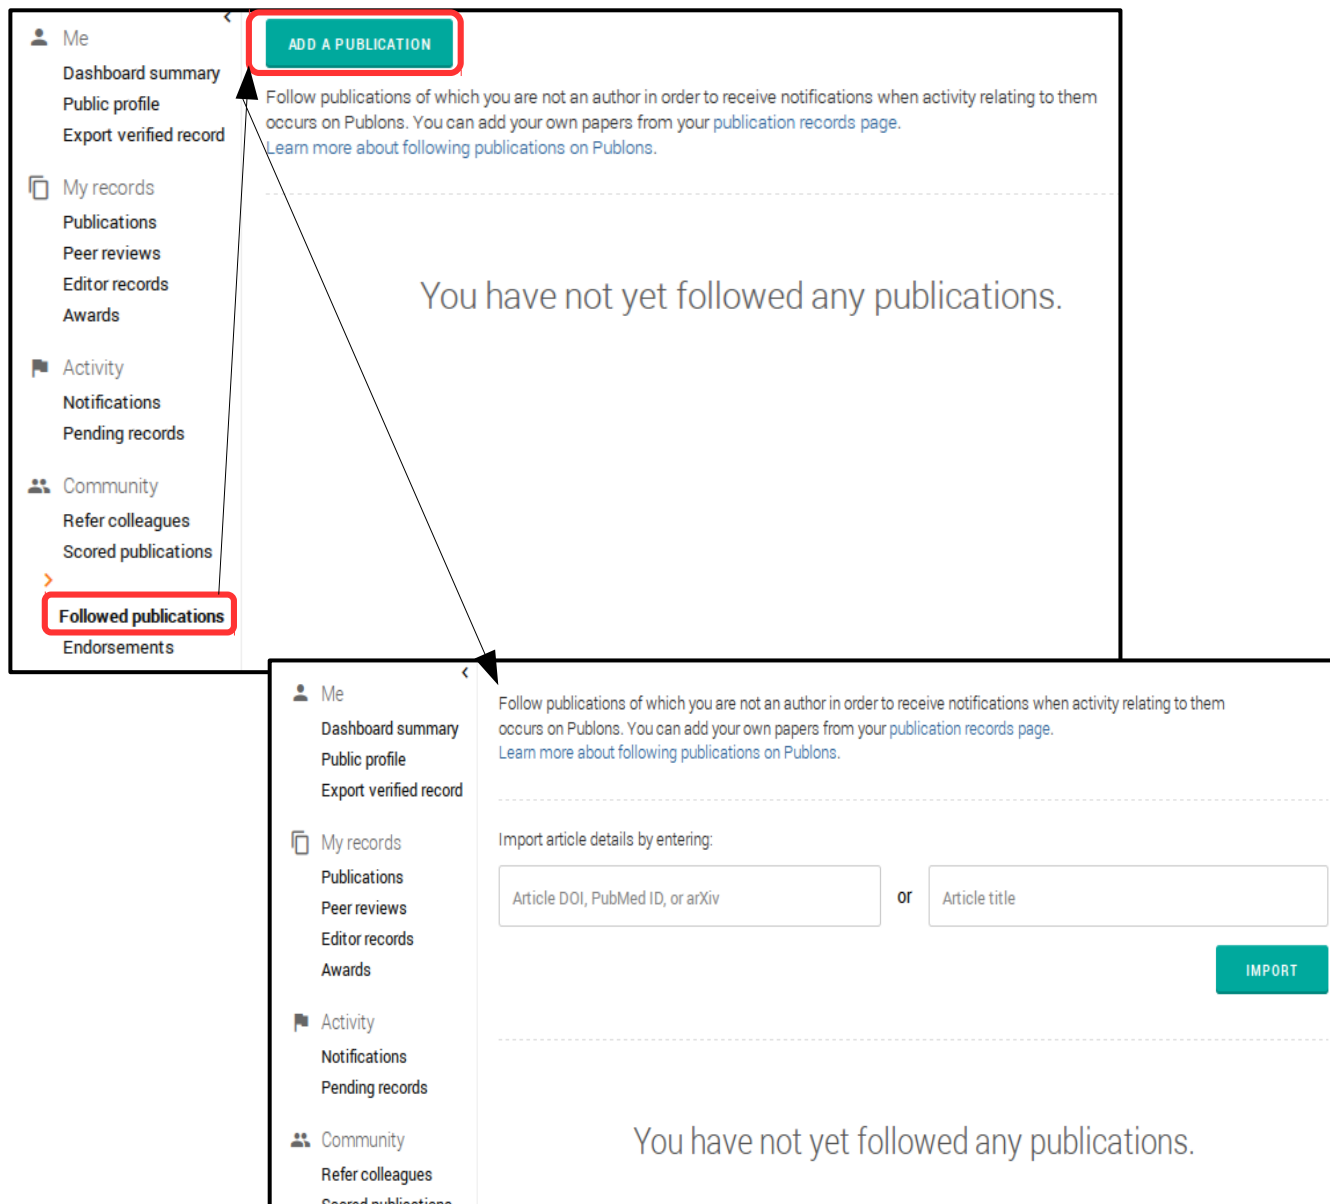 Me
Dashboard summary
Public profile
Export verified record
My records
Publications
Peer reviews
Editor records
Awards
Activity
Notifications
Pending records
Community
Refer colleagues
Scored publications
Followed publications
Endorsements
ADD A PUBLICATION
Follow publications of which you are not an author in order to receive notifications when activity relating to them
occurs on Publons. You can add your own papers from your publication records page.
Learn more about following publications on Publons.
You have not yet followed any publications.
Me
Dashboard summary
Public profile
Export verified record
My records
Publications
Peer reviews
Editor records
Awards
Activity
Notifications
Pending records
Community
Refer colleagues
Scored publications
Follow publications of which you are not an author in order to receive notifications when activity relating to them
occurs on Publons. You can add your own papers from your publication records page.
Learn more about following publications on Publons.
Import article details by entering:
Article DOI, PubMed ID, or arXiv or Article title
IMPORT
You have not yet followed any publications.